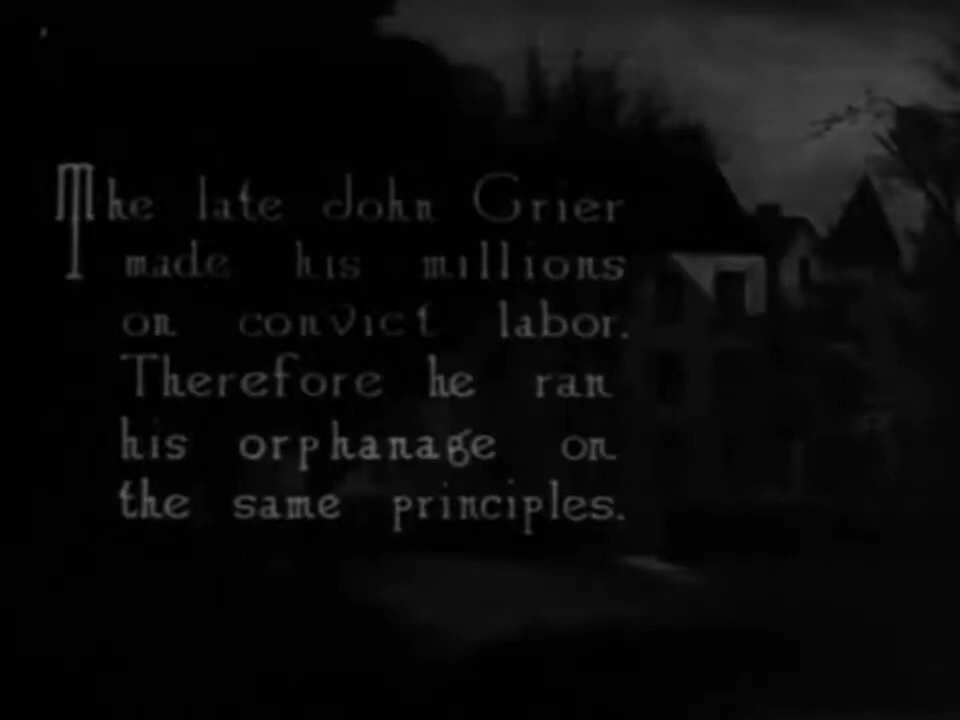 The late John Grier
made his millions
on convict labor.
Therefore he ran
his orphanage on
the same principles.